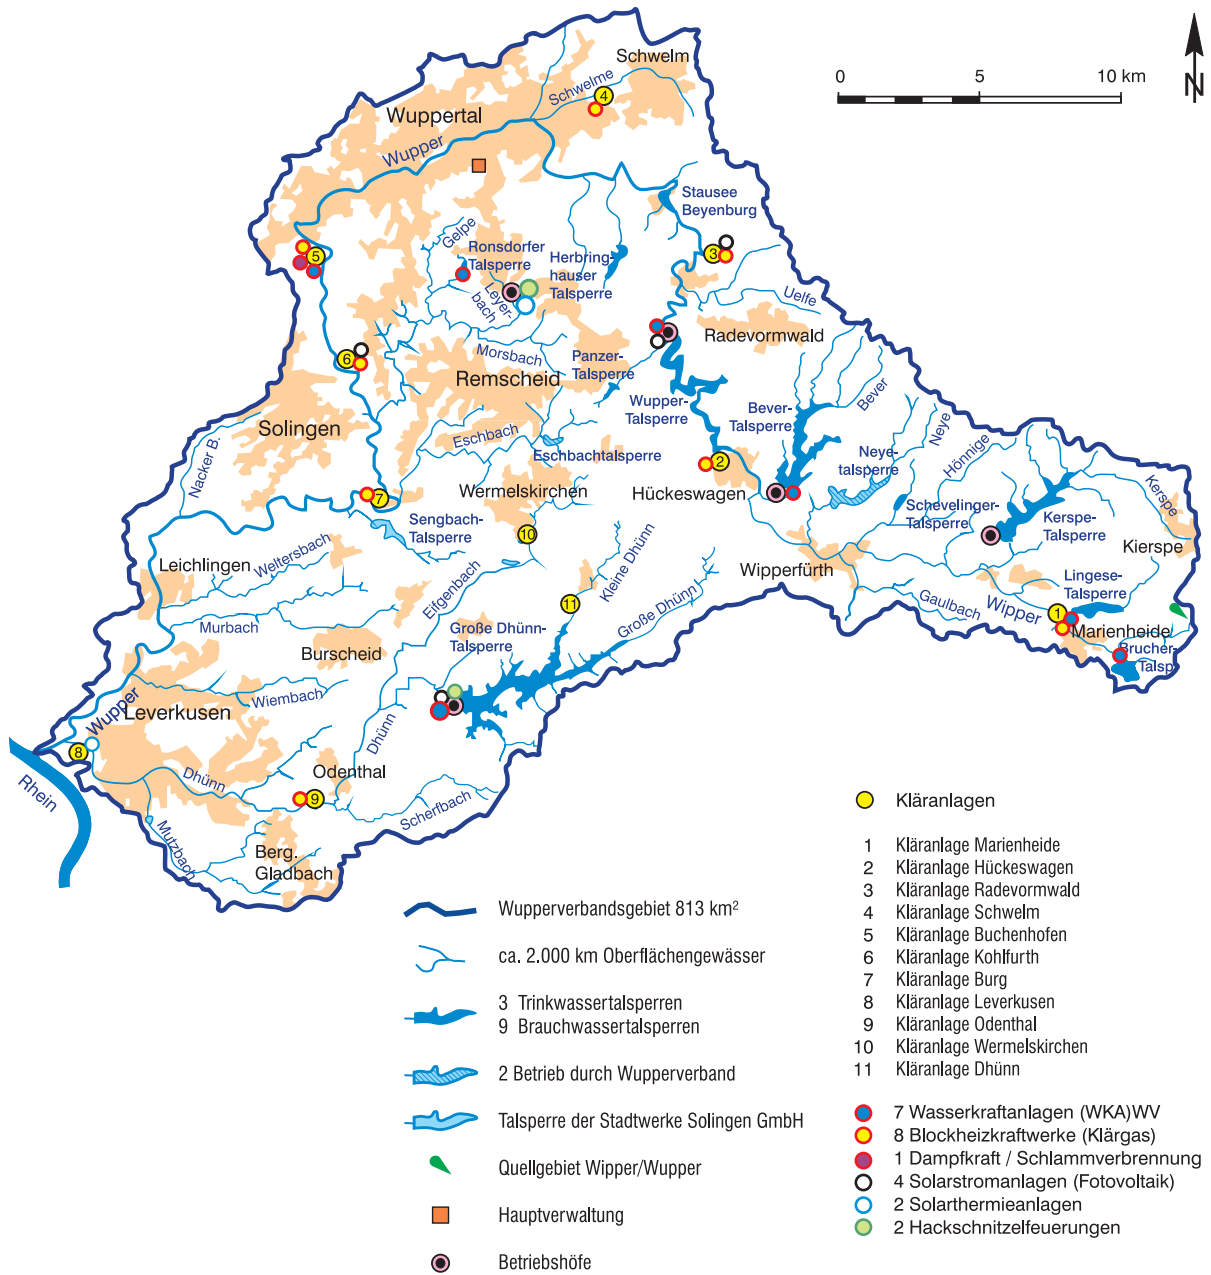 Schwelm
Schwelme
4
Wuppertal
Wupper
0
5
10 km
N
Stausee
Beyenburg
Gelpe
Ronsdorfer
Talsperre
Herbring-
hauser
Talsperre
Leyer-
bach
3
5
Uelfe
Radevormwald
6
Morsbach
Panzer-
Talsperre
Remscheid
Wupper-
Talsperre
Bever-
Talsperre
Bever
Neye
Hönnige
Solingen
Nacker B.
Eschbach
Eschbachtalsperre
Neye-
talsperre
2
Hückeswagen
Wermelskirchen
7
Sengbach-
Talsperre
10
Schevelinger-
Talsperre
Kerspe-
Talsperre
Kerspe
Kierspe
Leichlingen
Weltersbach
Eifgenbach
Kleine Dhünn
11
Wipperfürth
Gaulbach
Wipper
Lingese-
Talsperre
1
Marienheide
Brucher-
Talsp.
Murbach
Burscheid
Große Dhünn-
Talsperre
Große Dhünn
Wiembach
Leverkusen
Wupper
Dhünn
8
Rhein
Dhünn
Odenthal
9
Scherfbach
Mutzbach
Berg.
Gladbach
Wupperverbandsgebiet 813 km²
ca. 2.000 km Oberflächengewässer
3 Trinkwassertalsperren
9 Brauchwassertalsperren
2 Betrieb durch Wupperverband
Talsperre der Stadtwerke Solingen GmbH
Quellgebiet Wipper/Wupper
Hauptverwaltung
Betriebshöfe
Kläranlagen
1 Kläranlage Marienheide
2 Kläranlage Hückeswagen
3 Kläranlage Radevormwald
4 Kläranlage Schwelm
5 Kläranlage Buchenhofen
6 Kläranlage Kohlfurth
7 Kläranlage Burg
8 Kläranlage Leverkusen
9 Kläranlage Odenthal
10 Kläranlage Wermelskirchen
11 Kläranlage Dhünn
7 Wasserkraftanlagen (WKA)WV
8 Blockheizkraftwerke (Klärgas)
1 Dampfkraft / Schlammverbrennung
4 Solarstromanlagen (Fotovoltaik)
2 Solarthermieanlagen
2 Hackschnitzelfeuerungen